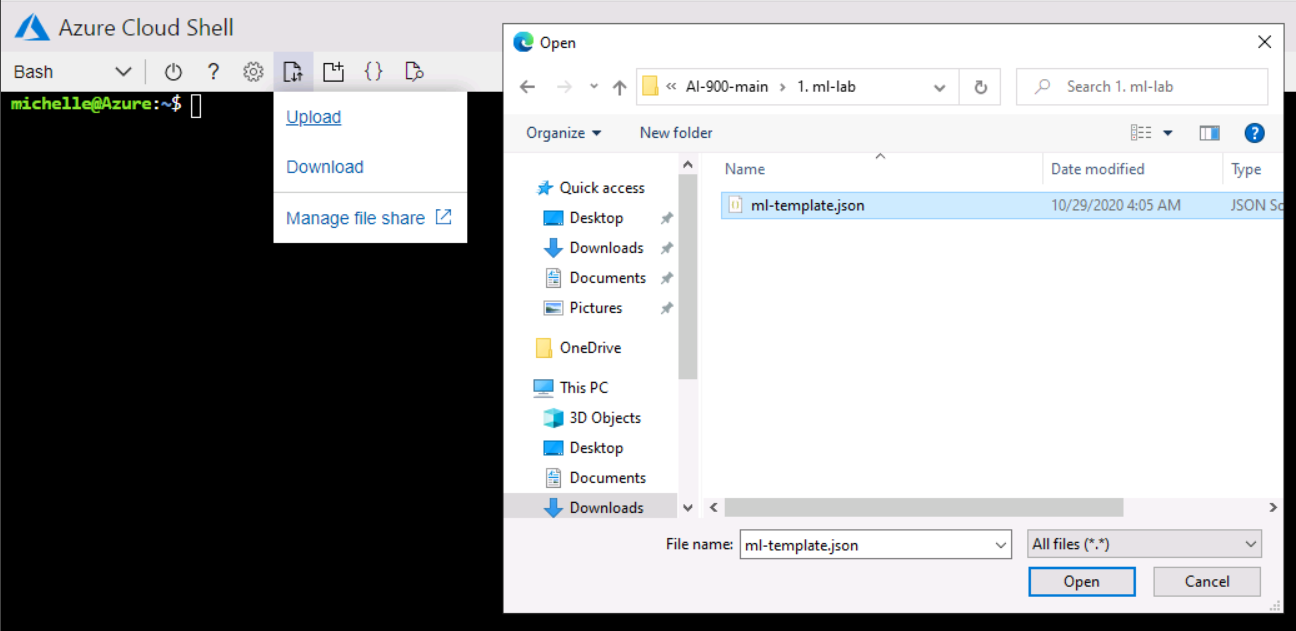 Azure Cloud Shell
Bash
?
{}
michelle@Azure:~$
Upload
Download
Manage file share
Open
« AI-900-main > 1. ml-lab
Search 1. ml-lab
Organize
New folder
?
Name
Date modified
Type
Quick access
Desktop
Downloads
Documents
Pictures
OneDrive
This PC
3D Objects
Desktop
Documents
Downloads
ml-template.json
10/29/2020 4:05 AM
JSON Sc
File name:
ml-template.json
All files (*.*)
Open
Cancel